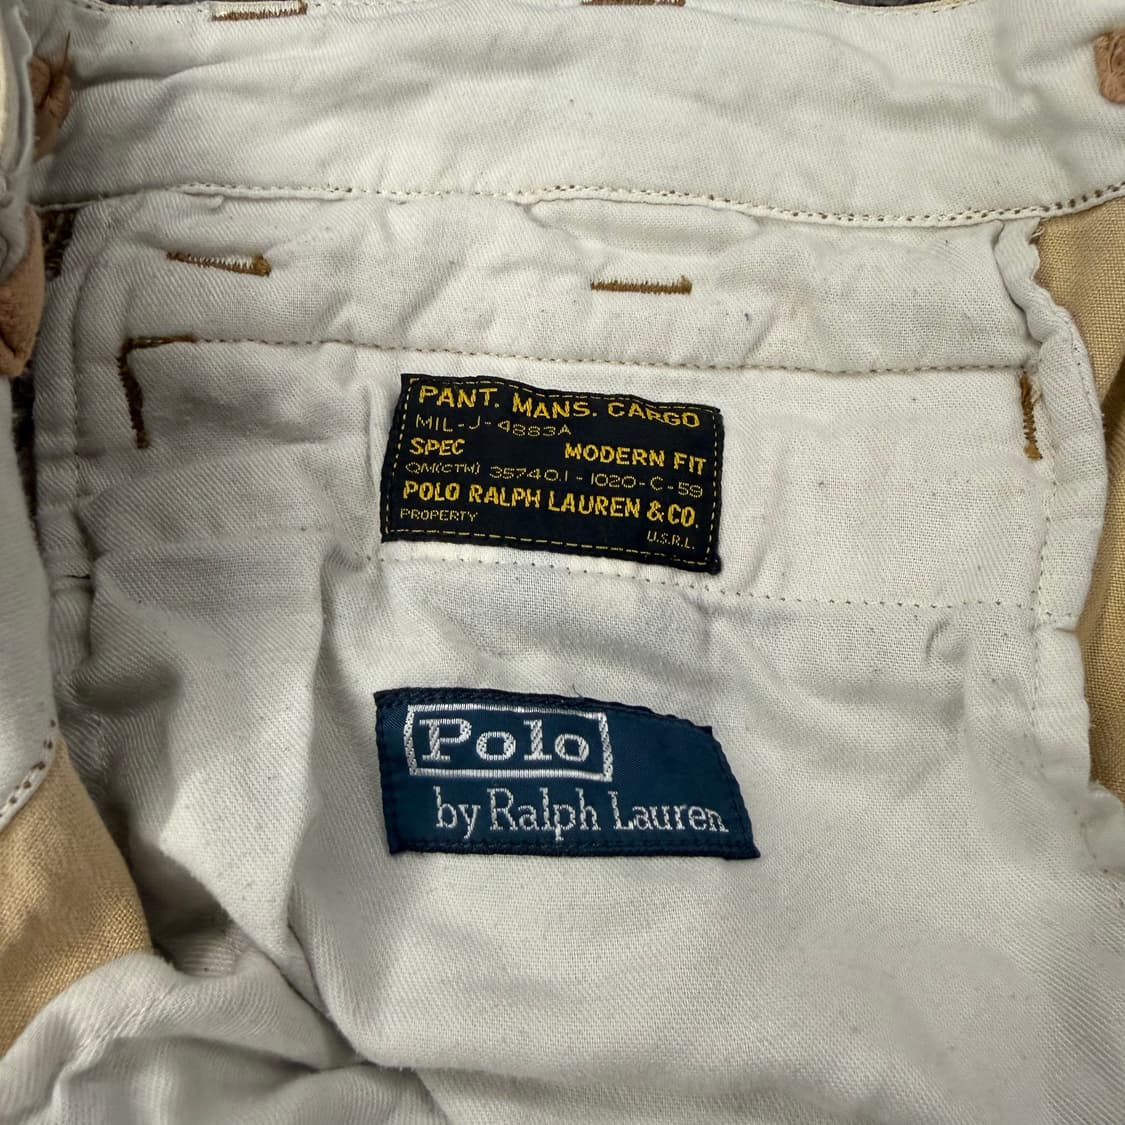 PANT. MANS. CARGO
MIL-J-4883A
SPEC MODERN FIT
QM(CTM) 35740.1-1020-C-59
POLO RALPH LAUREN & CO.
PROPERTY U.S.R.L.
Polo
by Ralph Lauren